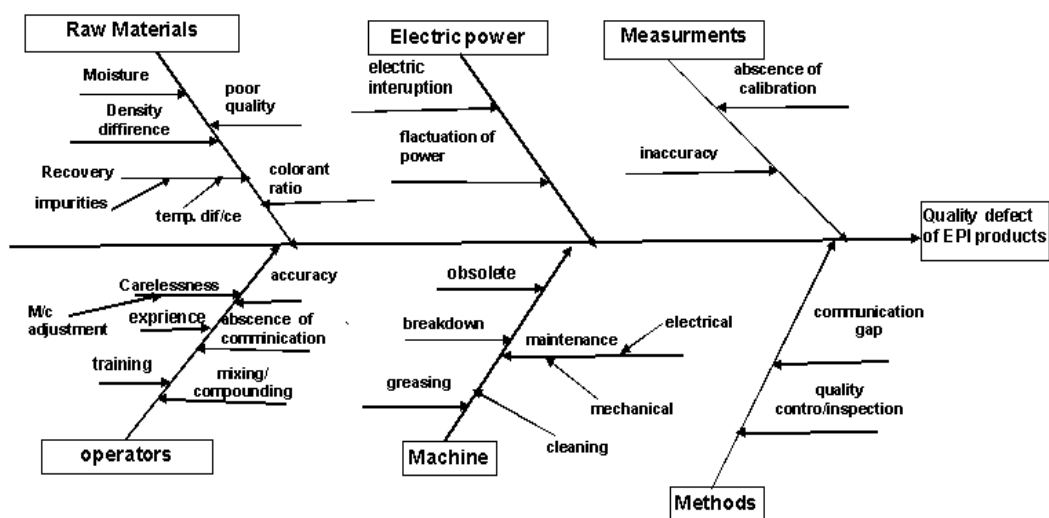 Raw Materials
Electric power
Measurments
Moisture
poor
quality
Density
diffirence
Recovery
impurities
temp. dif/ce
colorant
ratio
electric
interuption
flactuation of
power
abscence of
calibration
inaccuracy
Quality defect
of EPI products
accuracy
Carelessness
M/c
adjustment
exprience
abscence of
comminication
training
mixing/
compounding
operators
obsolete
breakdown
maintenance
electrical
greasing
mechanical
cleaning
Machine
communication
gap
quality
contro/inspection
Methods